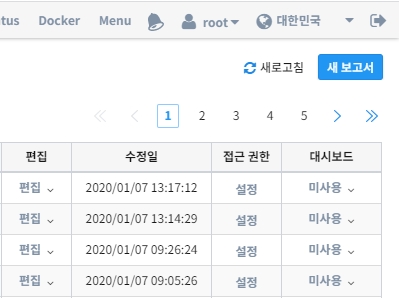 Docker Menu root 대한민국
새로고침 새 보고서
1 2 3 4 5
편집 수정일 접근 권한 대시보드
편집 2020/01/07 13:17:12 설정 미사용
편집 2020/01/07 13:14:29 설정 미사용
편집 2020/01/07 09:26:24 설정 미사용
편집 2020/01/07 09:05:26 설정 미사용